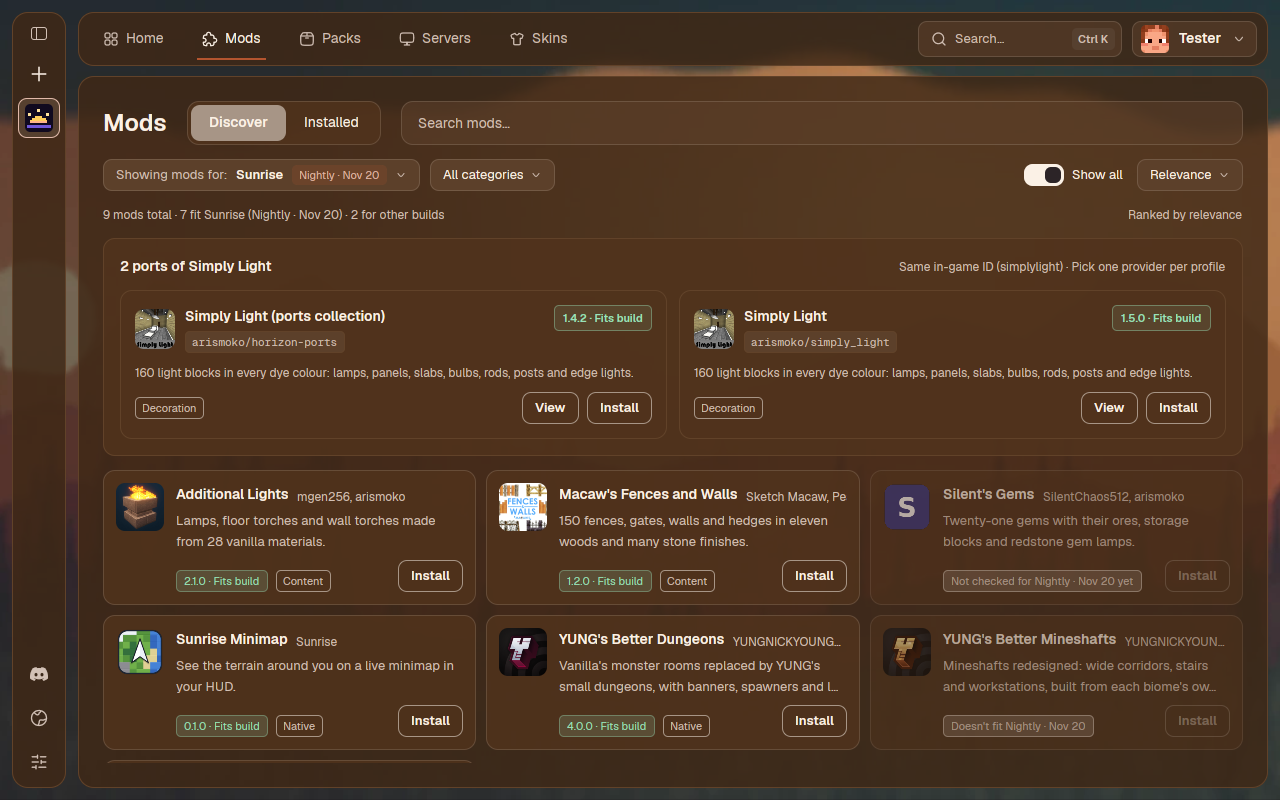 Home
Mods
Packs
Servers
Skins
Search...
Ctrl K
Tester
Mods
Discover
Installed
Search mods...
Showing mods for: Sunrise Nightly · Nov 20
All categories
Show all
Relevance
9 mods total · 7 fit Sunrise (Nightly · Nov 20) · 2 for other builds
Ranked by relevance
2 ports of Simply Light
Same in-game ID (simplylight) · Pick one provider per profile
Simply Light (ports collection)
1.4.2 · Fits build
arismoko/horizon-ports
160 light blocks in every dye colour: lamps, panels, slabs, bulbs, rods, posts and edge lights.
Decoration
View
Install
Simply Light
1.5.0 · Fits build
arismoko/simply_light
160 light blocks in every dye colour: lamps, panels, slabs, bulbs, rods, posts and edge lights.
Decoration
View
Install
Additional Lights mgen256, arismoko
Lamps, floor torches and wall torches made
from 28 vanilla materials.
2.1.0 · Fits build
Content
Install
FENCES
WALLS
Macaw's Fences and Walls Sketch Macaw, Pe
150 fences, gates, walls and hedges in eleven
woods and many stone finishes.
1.2.0 · Fits build
Content
Install
S
Silent's Gems SilentChaos512, arismoko
Twenty-one gems with their ores, storage
blocks and redstone gem lamps.
Not checked for Nightly · Nov 20 yet
Install
Sunrise Minimap Sunrise
See the terrain around you on a live minimap in
your HUD.
0.1.0 · Fits build
Native
Install
YUNG's Better Dungeons YUNGNICKYOUNG...
Vanilla's monster rooms replaced by YUNG's
small dungeons, with banners, spawners and l...
4.0.0 · Fits build
Native
Install
YUNG's Better Mineshafts YUNGNICKYOUN...
Mineshafts redesigned: wide corridors, stairs
and workstations, built from each biome's ow...
Doesn't fit Nightly · Nov 20
Install